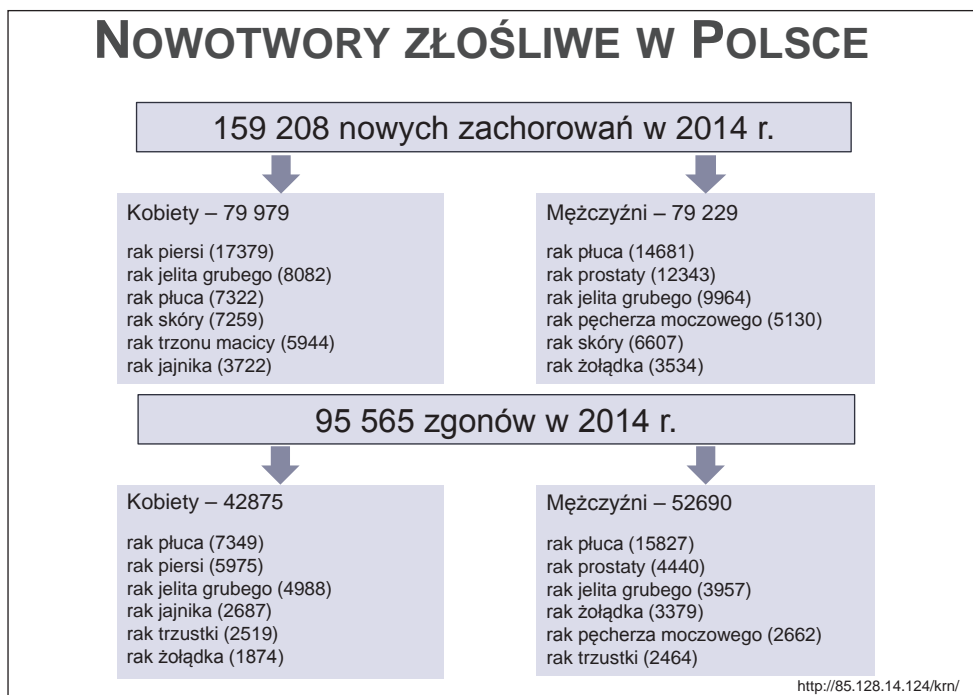 NOWOTWORY ZŁOŚLIWE W POLSCE
159 208 nowych zachorowań w 2014 r.
Kobiety – 79 979
rak piersi (17379)
rak jelita grubego (8082)
rak płuca (7322)
rak skóry (7259)
rak trzonu macicy (5944)
rak jajnika (3722)
Mężczyźni – 79 229
rak płuca (14681)
rak prostaty (12343)
rak jelita grubego (9964)
rak pęcherza moczowego (5130)
rak skóry (6607)
rak żołądka (3534)
95 565 zgonów w 2014 r.
Kobiety – 42875
rak płuca (7349)
rak piersi (5975)
rak jelita grubego (4988)
rak jajnika (2687)
rak trzustki (2519)
rak żołądka (1874)
Mężczyźni – 52690
rak płuca (15827)
rak prostaty (4440)
rak jelita grubego (3957)
rak żołądka (3379)
rak pęcherza moczowego (2662)
rak trzustki (2464)
http://85.128.14.124/krn/